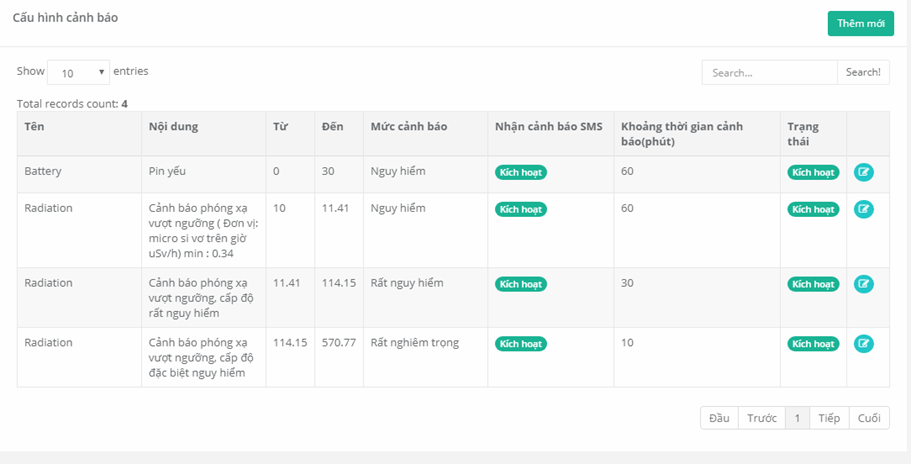 Cấu hình cảnh báo
Thêm mới
Show 10 entries
Search...
Search!
Total records count: 4
Tên Nội dung Từ Đến Mức cảnh báo Nhận cảnh báo SMS Khoảng thời gian cảnh báo(phút) Trạng thái
Battery Pin yếu 0 30 Nguy hiểm Kích hoạt 60 Kích hoạt
Radiation Cảnh báo phóng xạ 10 11.41 Nguy hiểm Kích hoạt 60 Kích hoạt
vượt ngưỡng ( Đơn vị:
micro si vơ trên giờ
uSv/h) min : 0.34
Radiation Cảnh báo phóng xạ 11.41 114.15 Rất nguy hiểm Kích hoạt 30 Kích hoạt
vượt ngưỡng, cấp độ
rất nguy hiểm
Radiation Cảnh báo phóng xạ 114.15 570.77 Rất nghiêm trọng Kích hoạt 10 Kích hoạt
vượt ngưỡng, cấp độ
đặc biệt nguy hiểm
Đầu Trước 1 Tiếp Cuối